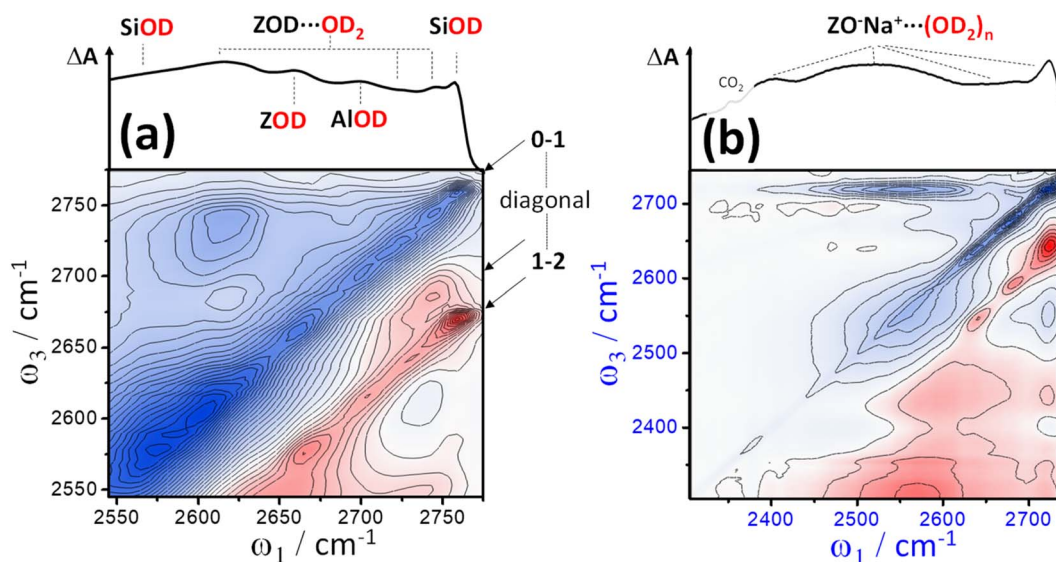 SiOD
ZOD···OD₂
SiOD
ΔA
ZOD
AlOD
(a)
0-1
diagonal
1-2
2750
2700
2650
2600
2550
ω₃ / cm⁻¹
2550
2600
2650
2700
2750
ω₁ / cm⁻¹
ZO⁻Na⁺···(OD₂)ₙ
ΔA
CO₂
(b)
2700
2600
2500
2400
ω₃ / cm⁻¹
2400
2500
2600
2700
ω₁ / cm⁻¹